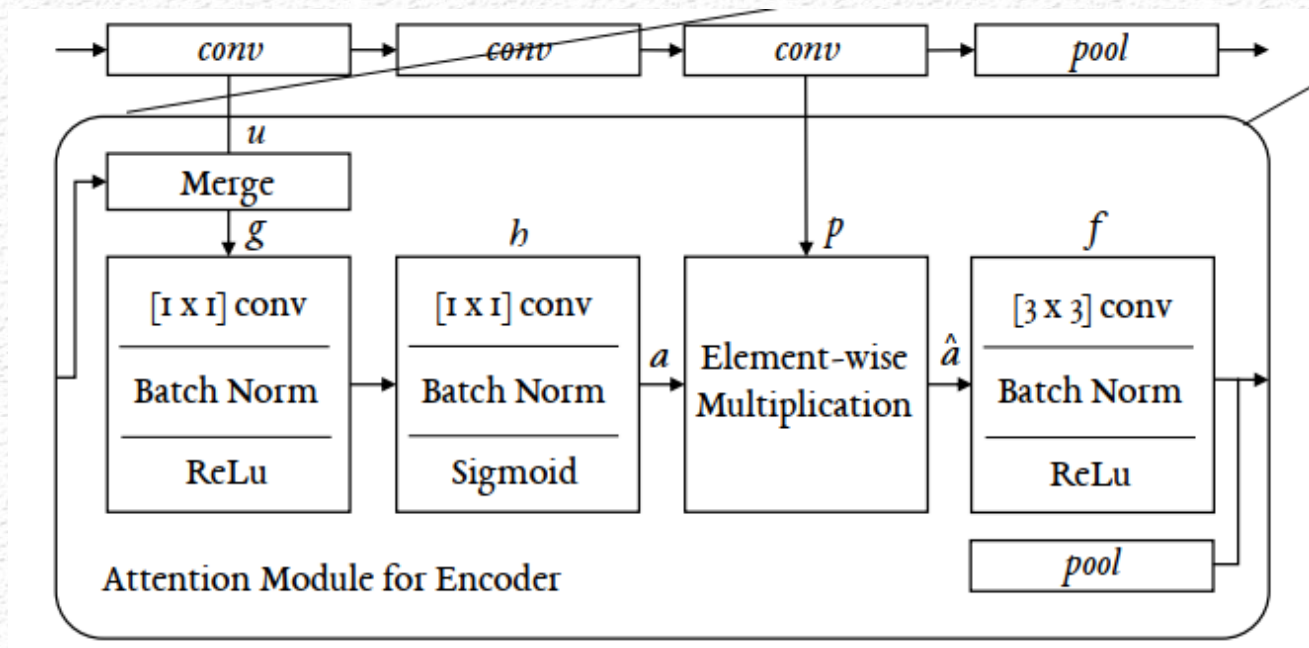 conv conv conv pool
u
Merge
g h p f
[1 x 1] conv [1 x 1] conv [3 x 3] conv
a Element-wise â
Batch Norm Batch Norm Multiplication Batch Norm
ReLu Sigmoid ReLu
Attention Module for Encoder pool